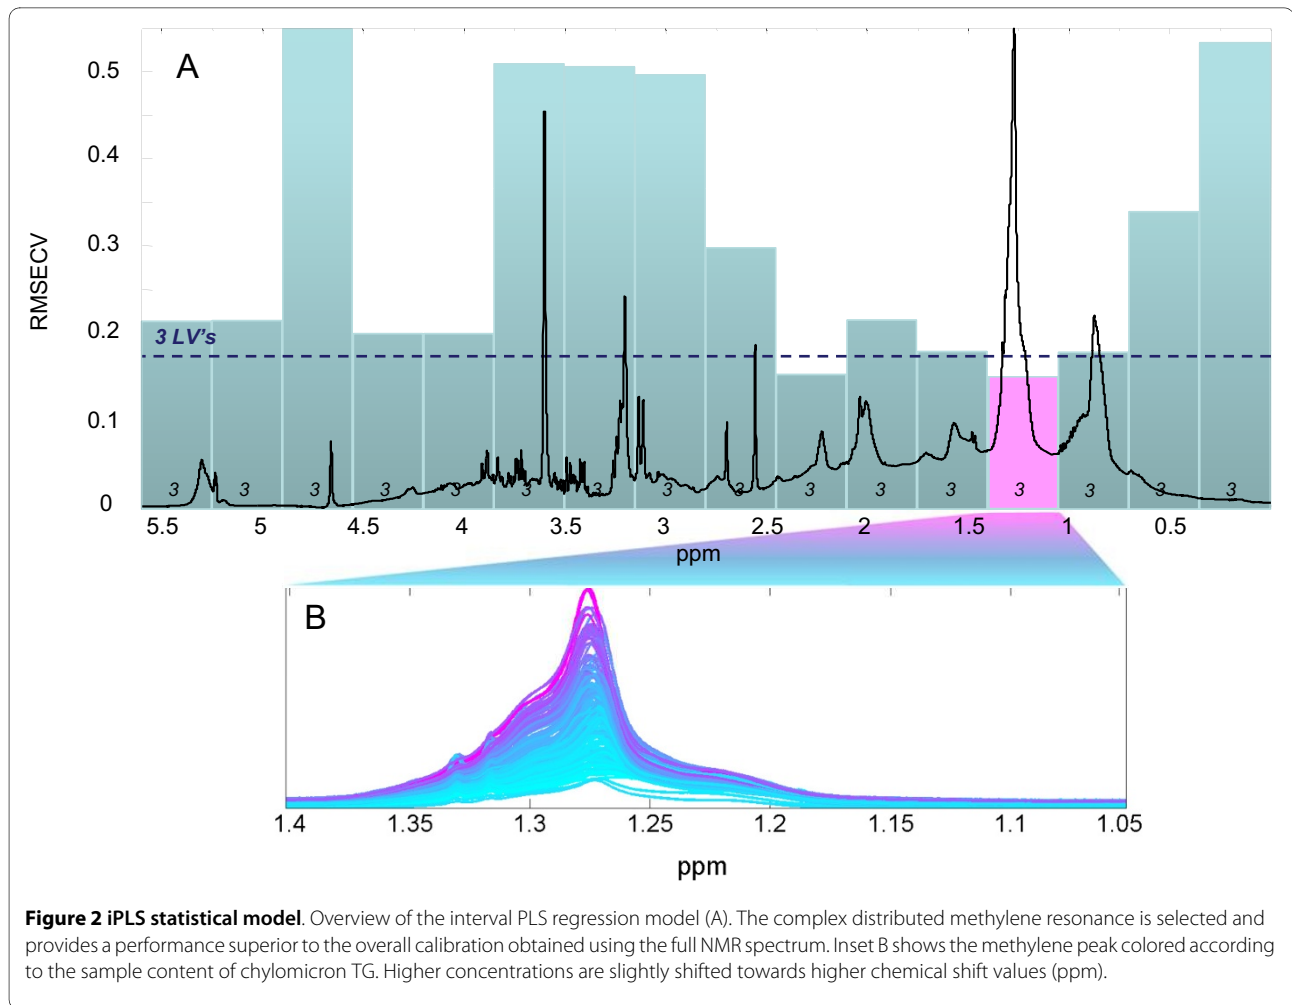 A
0.5
0.4
0.3
0.2
0.1
0
RMSECV
3 LV's
3 3 3 3 3 3 3 3 3 3 3 3 3 3 3 3
5.5 5 4.5 4 3.5 3 2.5 2 1.5 1 0.5
ppm
B
1.4 1.35 1.3 1.25 1.2 1.15 1.1 1.05
ppm
Figure 2 iPLS statistical model. Overview of the interval PLS regression model (A). The complex distributed methylene resonance is selected and
provides a performance superior to the overall calibration obtained using the full NMR spectrum. Inset B shows the methylene peak colored according
to the sample content of chylomicron TG. Higher concentrations are slightly shifted towards higher chemical shift values (ppm).